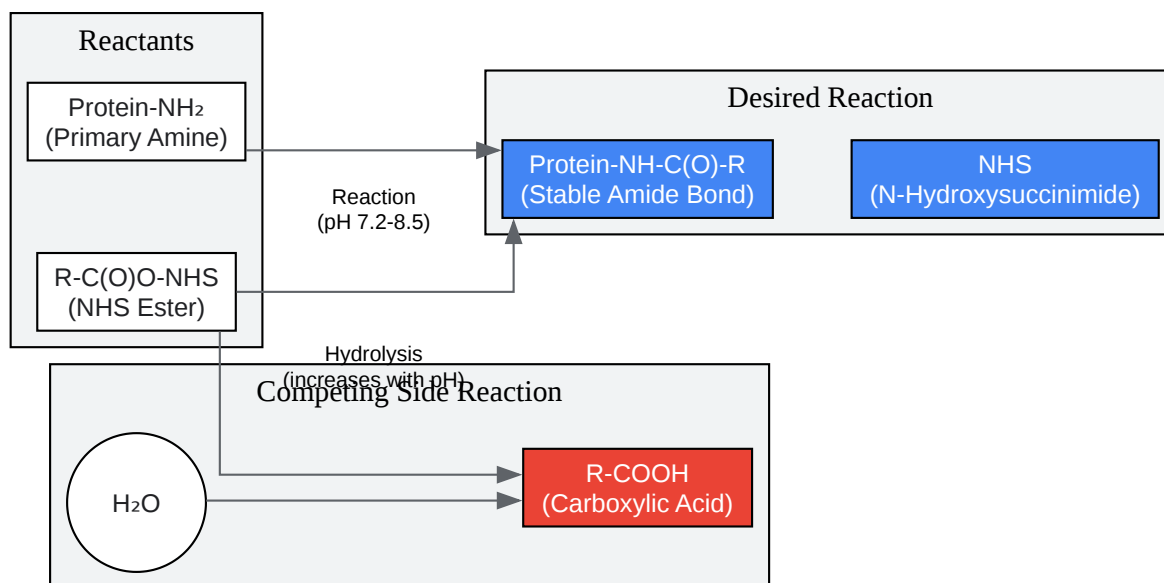 Reactants
Protein-NH₂
(Primary Amine)
R-C(O)O-NHS
(NHS Ester)
Reaction
(pH 7.2-8.5)
Desired Reaction
Protein-NH-C(O)-R
(Stable Amide Bond)
NHS
(N-Hydroxysuccinimide)
Hydrolysis
(increases with pH)
Competing Side Reaction
H₂O
R-COOH
(Carboxylic Acid)